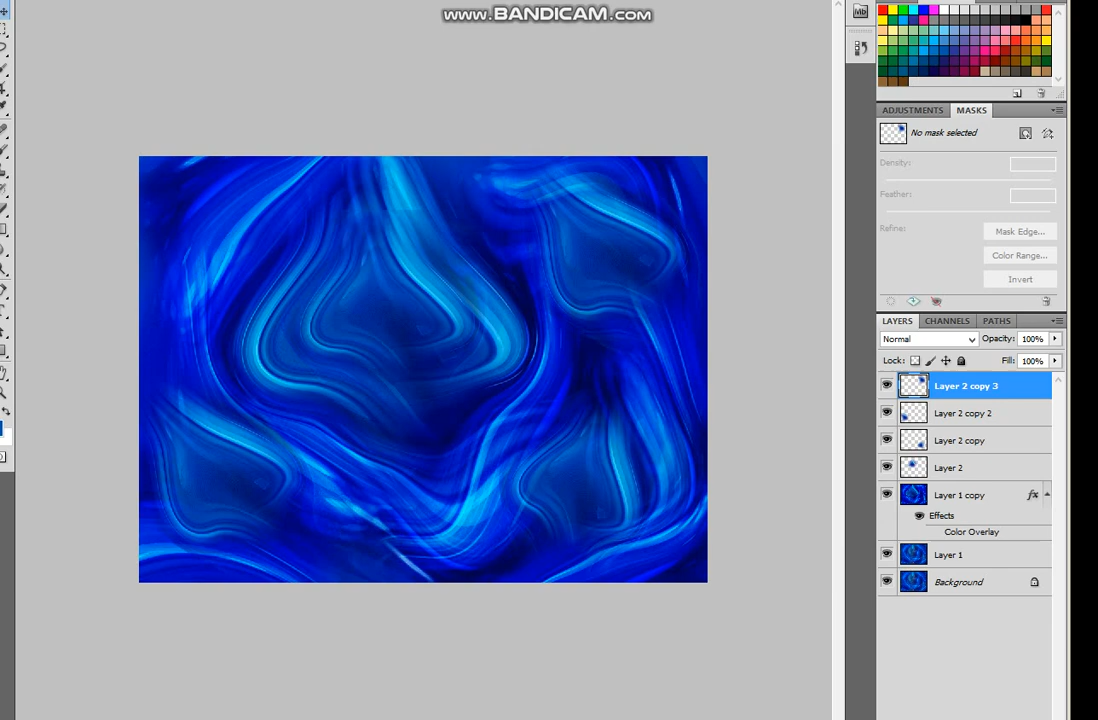 www.BANDICAM.com
Mb
ADJUSTMENTS MASKS
No mask selected
Density:
Feather:
Refine:
Mask Edge...
Color Range...
Invert
LAYERS CHANNELS PATHS
Normal Opacity: 100%
Lock: Fill: 100%
Layer 2 copy 3
Layer 2 copy 2
Layer 2 copy
Layer 2
Layer 1 copy fx
Effects
Color Overlay
Layer 1
Background